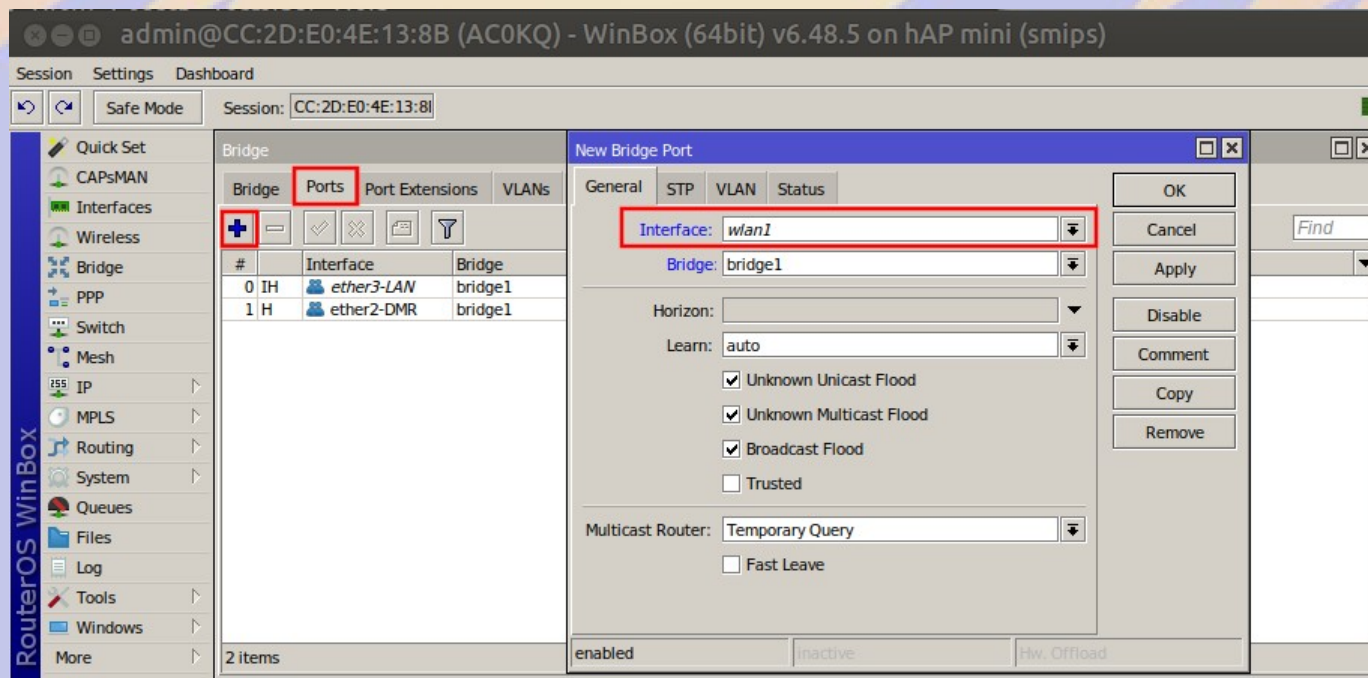 admin@CC:2D:E0:4E:13:8B (AC0KQ) - WinBox (64bit) v6.48.5 on hAP mini (smips)
Session Settings Dashboard
Safe Mode Session: CC:2D:E0:4E:13:8
RouterOS WinBox
Quick Set
CAPsMAN
Interfaces
Wireless
Bridge
PPP
Switch
Mesh
IP
MPLS
Routing
System
Queues
Files
Log
Tools
Windows
More
Bridge
Bridge Ports Port Extensions VLANs
Find
# Interface Bridge
0 IH ether3-LAN bridge1
1 H ether2-DMR bridge1
2 items
New Bridge Port
General STP VLAN Status
Interface: wlan1
Bridge: bridge1
Horizon:
Learn: auto
Unknown Unicast Flood
Unknown Multicast Flood
Broadcast Flood
Trusted
Multicast Router: Temporary Query
Fast Leave
enabled inactive Hw. Offload
OK
Cancel
Apply
Disable
Comment
Copy
Remove